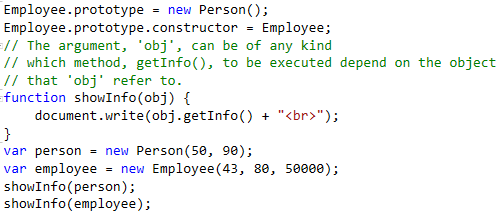 Employee.prototype = new Person();
Employee.prototype.constructor = Employee;
// The argument, 'obj', can be of any kind
// which method, getInfo(), to be executed depend on the object
// that 'obj' refer to.
function showInfo(obj) {
    document.write(obj.getInfo() + "<br>");
}
var person = new Person(50, 90);
var employee = new Employee(43, 80, 50000);
showInfo(person);
showInfo(employee);